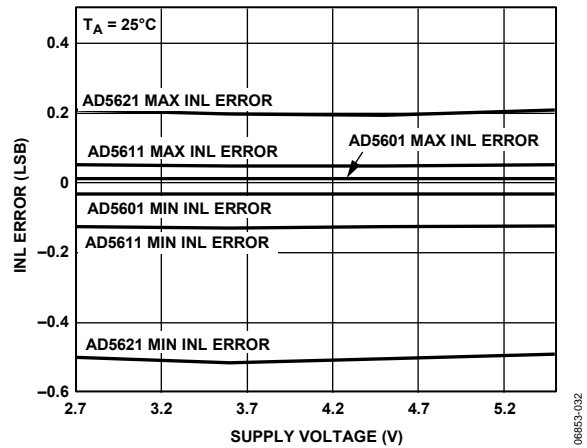 T_A = 25°C
0.4
AD5621 MAX INL ERROR
0.2
AD5601 MAX INL ERROR
AD5611 MAX INL ERROR
0
AD5601 MIN INL ERROR
AD5611 MIN INL ERROR
–0.2
–0.4
AD5621 MIN INL ERROR
–0.6
INL ERROR (LSB)
2.7 3.2 3.7 4.2 4.7 5.2
SUPPLY VOLTAGE (V)
06853-032